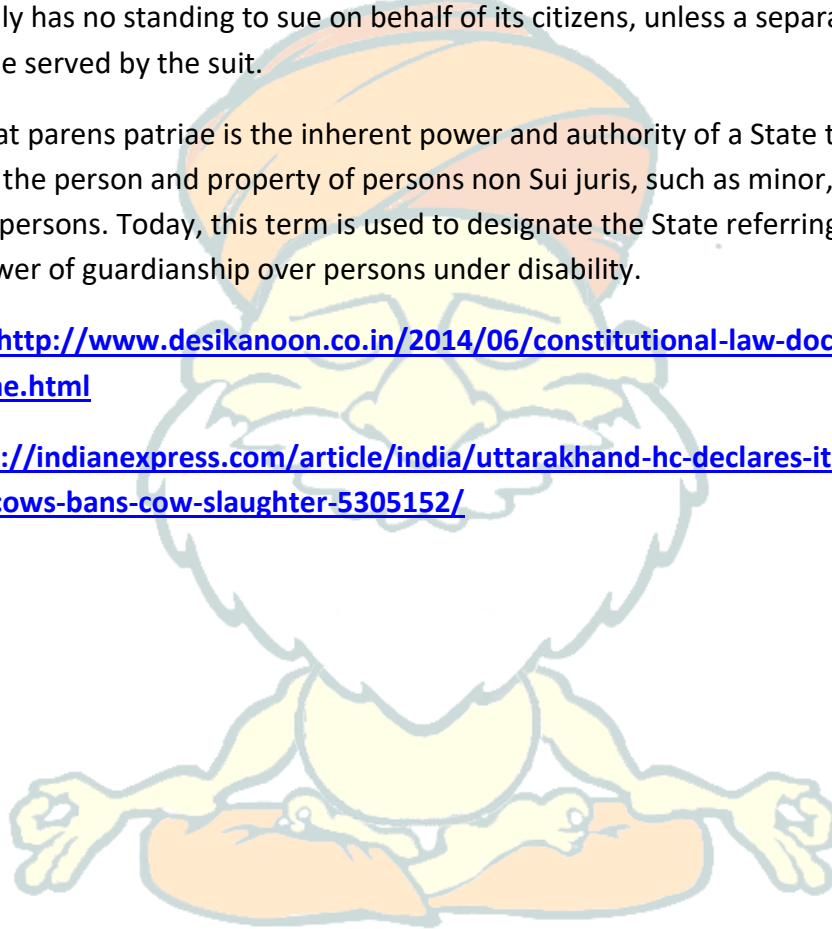 ly has no standing to sue on behalf of its citizens, unless a separa
e served by the suit.
at parens patriae is the inherent power and authority of a State t
the person and property of persons non Sui juris, such as minor,
persons. Today, this term is used to designate the State referring
wer of guardianship over persons under disability.
http://www.desikanoon.co.in/2014/06/constitutional-law-doc
ne.html
://indianexpress.com/article/india/uttarakhand-hc-declares-it
cows-bans-cow-slaughter-5305152/